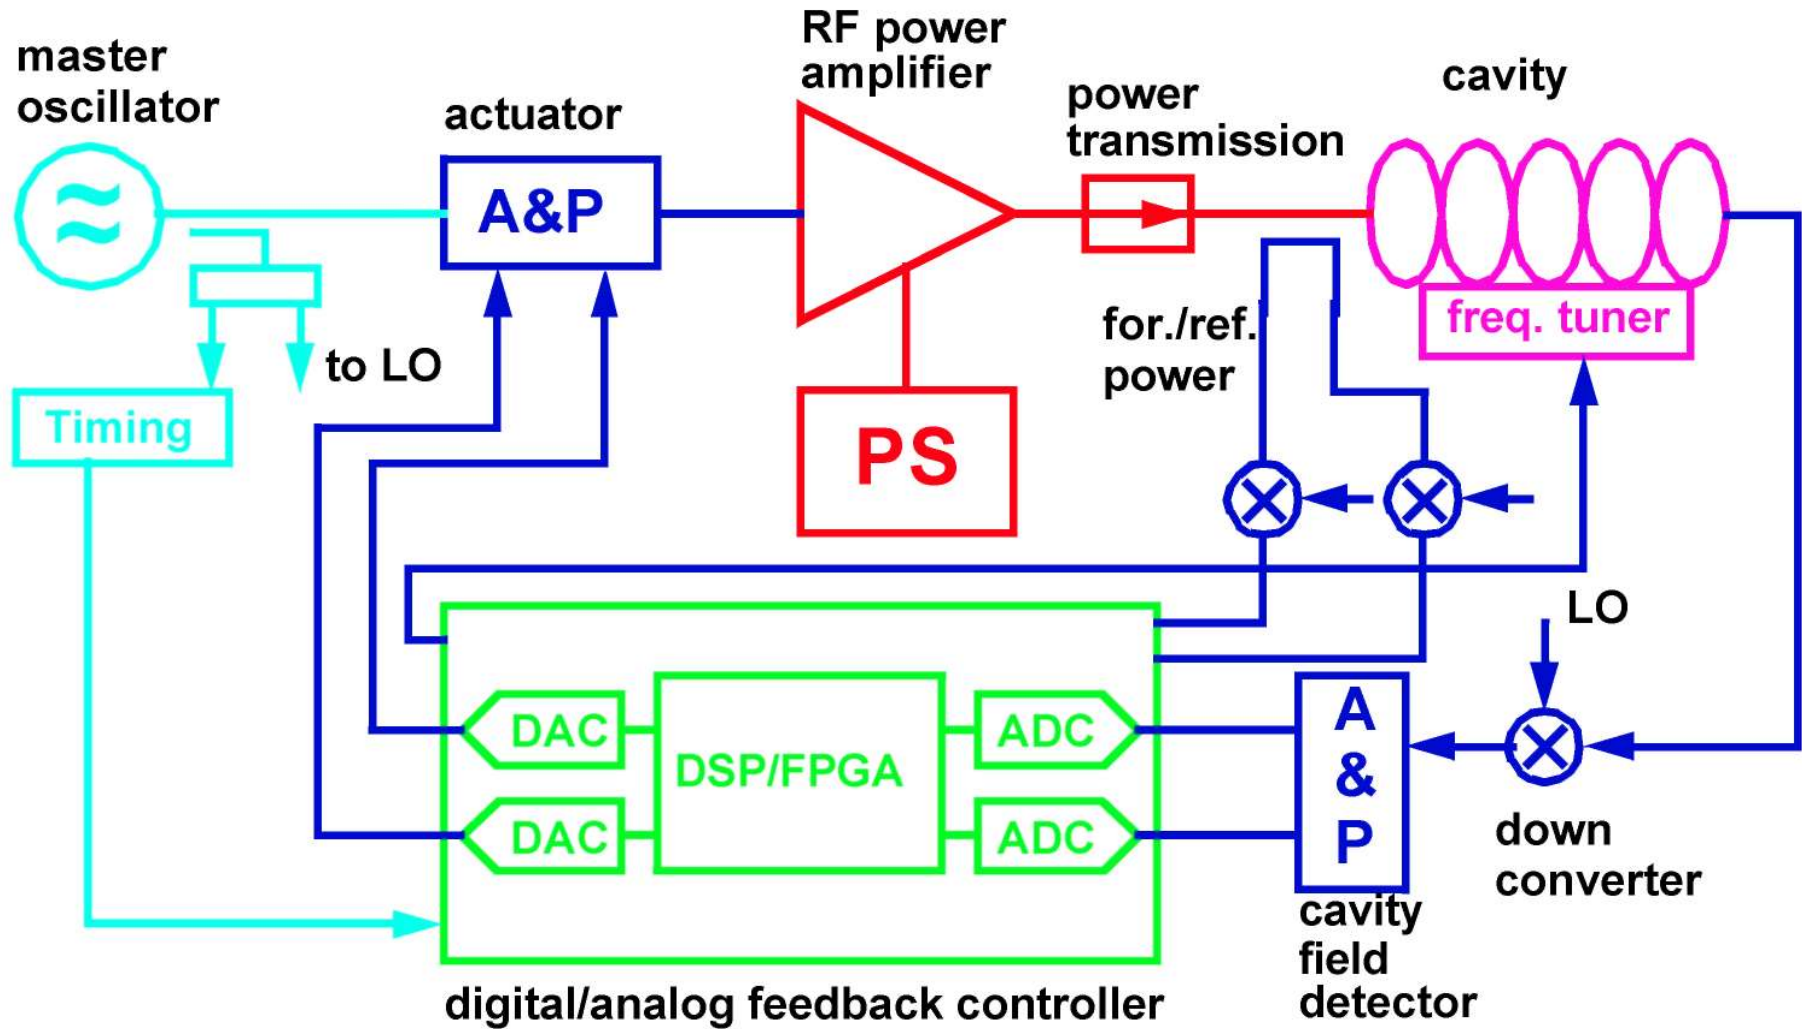 master
oscillator
actuator
RF power
amplifier
power
transmission
cavity
A&P
freq. tuner
for./ref.
power
to LO
Timing
PS
LO
DAC
DSP/FPGA
ADC
DAC
ADC
A
&
P
down
converter
cavity
field
detector
digital/analog feedback controller